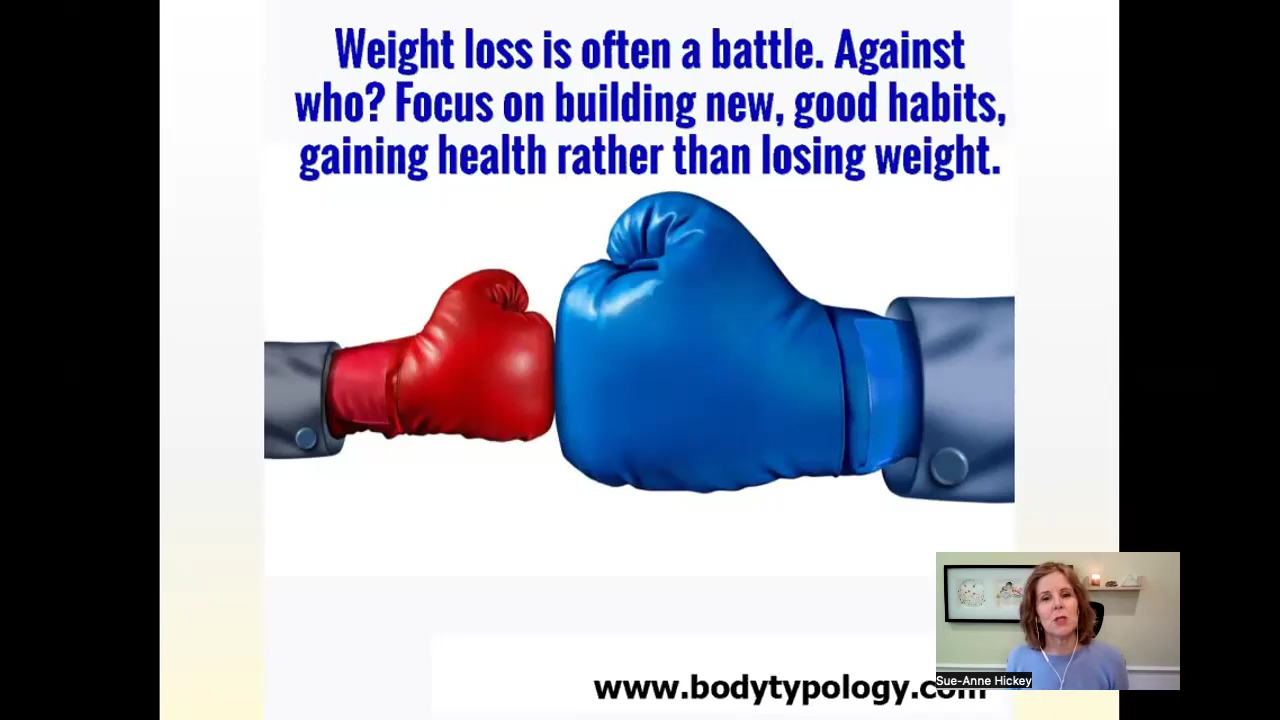 Weight loss is often a battle. Against
who? Focus on building new, good habits,
gaining health rather than losing weight.
www.bodytypology.com
Sue-Anne Hickey